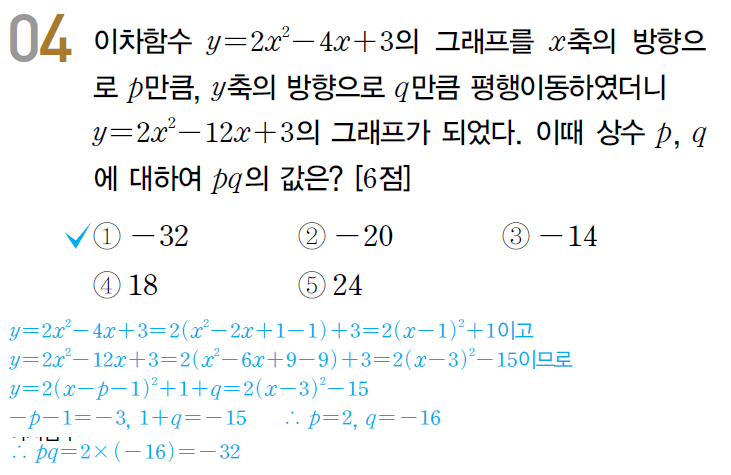 04 이차함수 y=2x²-4x+3의 그래프를 x축의 방향으
로 p만큼, y축의 방향으로 q만큼 평행이동하였더니
y=2x²-12x+3의 그래프가 되었다. 이때 상수 p, q
에 대하여 pq의 값은? [6점]
① -32 ② -20 ③ -14
④ 18 ⑤ 24
y=2x²-4x+3=2(x²-2x+1-1)+3=2(x-1)²+1이고
y=2x²-12x+3=2(x²-6x+9-9)+3=2(x-3)²-15이므로
y=2(x-p-1)²+1+q=2(x-3)²-15
-p-1=-3, 1+q=-15 ∴ p=2, q=-16
∴ pq=2×(-16)=-32